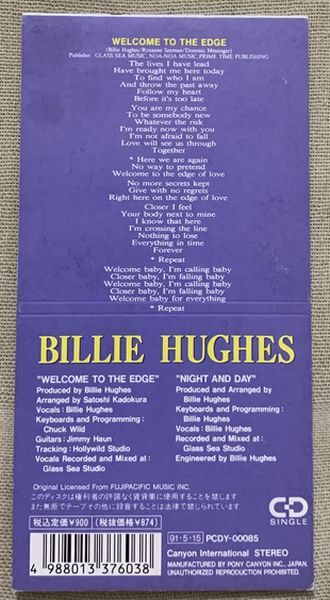 WELCOME TO THE EDGE
(Billie Hughes/Roxanne Seeman/Dominic Messinger)
Publisher: GLASS SEA MUSIC, NOA-NOA MUSIC, PRIME TIME PUBLISHING
The lives I have lead
Have brought me here today
To find who I am
And throw the past away
Follow my heart
Before it's too late
You are my chance
To be somebody new
Whatever the risk
I'm ready now with you
I'm not afraid to fall
Love will see us through
Together
* Here we are again
No way to pretend
Welcome to the edge of love
No more secrets kept
Give with no regrets
Right here on the edge of love
Closer I feel
Your body next to mine
I know that here
I'm crossing the line
Nothing to lose
Everything in time
Forever
* Repeat
Welcome baby, I'm calling baby
Closer baby, I'm falling baby
Welcome baby, I'm calling baby
Closer baby, I'm falling baby
Welcome baby for everything
* Repeat
BILLIE HUGHES
"WELCOME TO THE EDGE"
Produced by Billie Hughes
Arranged by Satoshi Kadokura
Vocals: Billie Hughes
Keyboards and Programming:
Chuck Wild
Guitars: Jimmy Haun
Tracking: Hollywild Studio
Vocals Recorded and Mixed at:
Glass Sea Studio
"NIGHT AND DAY"
Produced and Arranged by
Billie Hughes
Keyboards and Programming:
Billie Hughes
Vocals: Billie Hughes
Recorded and Mixed at:
Glass Sea Studio
Engineered by Billie Hughes
Original Licensed From FUJIPACIFIC MUSIC INC.
このディスクは権利者の許諾なく賃貸業に使用することを禁じます
また無断でテープその他に録音することは法律で禁じられています。
税込定価¥900 (税抜価格¥874)
CD
SINGLE
91·5·15 PCDY-00085
Canyon International STEREO
MANUFACTURED BY PONY CANYON INC, JAPAN.
UNAUTHORIZED REPRODUCTION PROHIBITED.
4 988013 376038